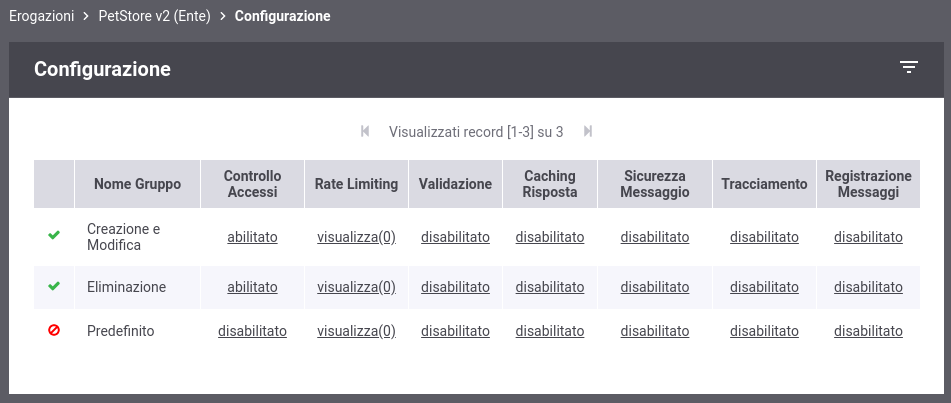 Erogazioni > PetStore v2 (Ente) > Configurazione
Configurazione
Visualizzati record [1-3] su 3
Nome Gruppo Controllo Accessi Rate Limiting Validazione Caching Risposta Sicurezza Messaggio Tracciamento Registrazione Messaggi
Creazione e Modifica abilitato visualizza(0) disabilitato disabilitato disabilitato disabilitato disabilitato
Eliminazione abilitato visualizza(0) disabilitato disabilitato disabilitato disabilitato disabilitato
Predefinito disabilitato visualizza(0) disabilitato disabilitato disabilitato disabilitato disabilitato